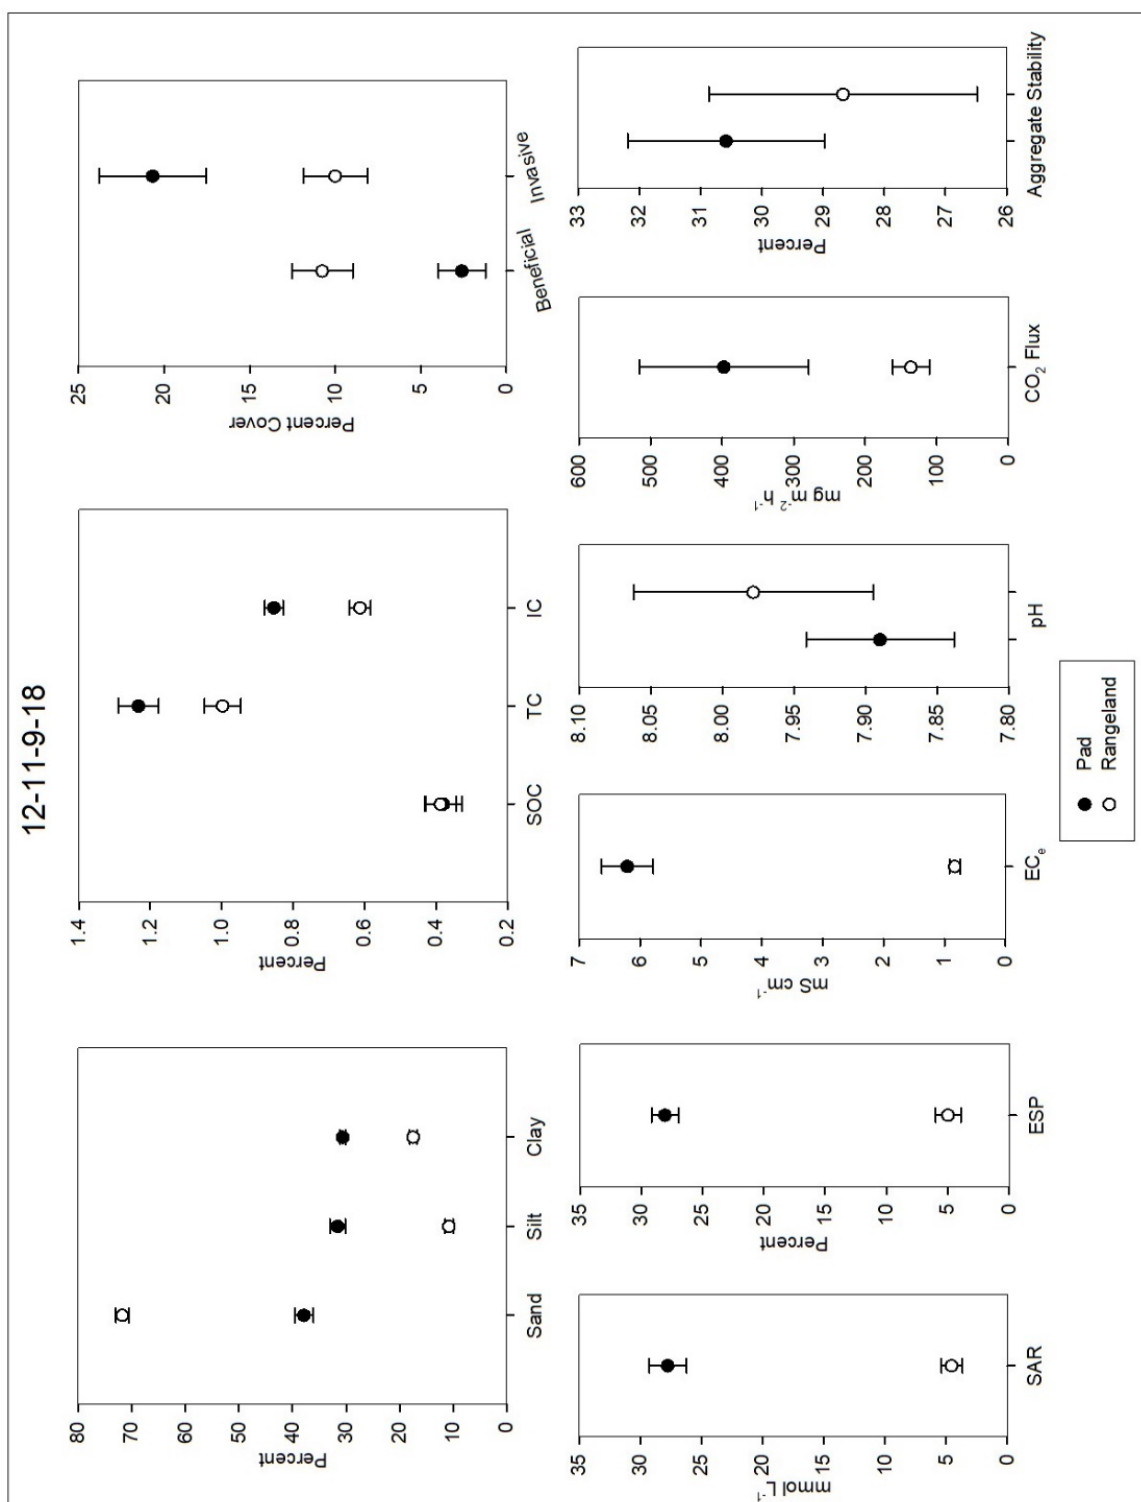 12-11-9-18
80
70
60
50
40
30
20
10
0
Percent
Sand
Silt
Clay
1.4
1.2
1.0
0.8
0.6
0.4
0.2
Percent
SOC
TC
IC
25
20
15
10
5
0
Percent Cover
Beneficial
Invasive
35
30
25
20
15
10
5
0
mmol L-1
SAR
35
30
25
20
15
10
5
0
Percent
ESP
7
6
5
4
3
2
1
0
mS cm-1
ECe
8.10
8.05
8.00
7.95
7.90
7.85
7.80
pH
600
500
400
300
200
100
0
mg m-2 h-1
CO2 Flux
33
32
31
30
29
28
27
26
Percent
Aggregate Stability
Pad
Rangeland